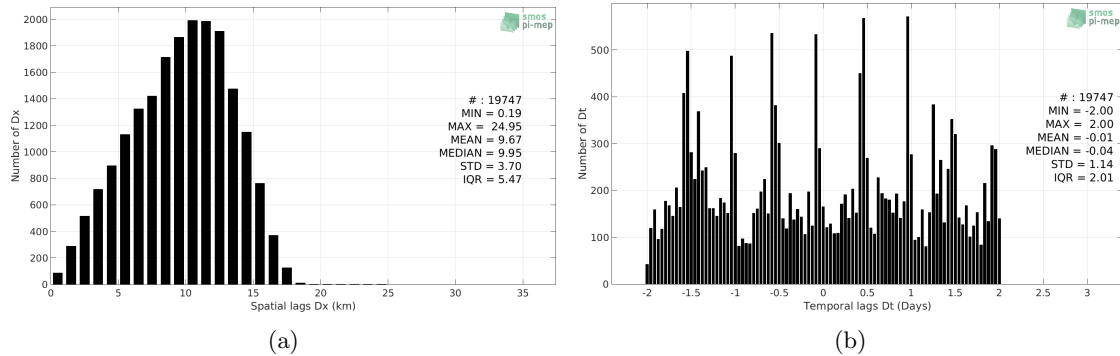 2000
1800
1600
1400
1200
1000
800
600
400
200
0
Number of Dx
0 5 10 15 20 25 30 35
Spatial lags Dx (km)
smos
pi-mep
# : 19747
MIN = 0.19
MAX = 24.95
MEAN = 9.67
MEDIAN = 9.95
STD = 3.70
IQR = 5.47
(a)
500
400
300
200
100
0
Number of Dt
-2 -1.5 -1 -0.5 0 0.5 1 1.5 2 2.5 3
Temporal lags Dt (Days)
smos
pi-mep
# : 19747
MIN = -2.00
MAX = 2.00
MEAN = -0.01
MEDIAN = -0.04
STD = 1.14
IQR = 2.01
(b)